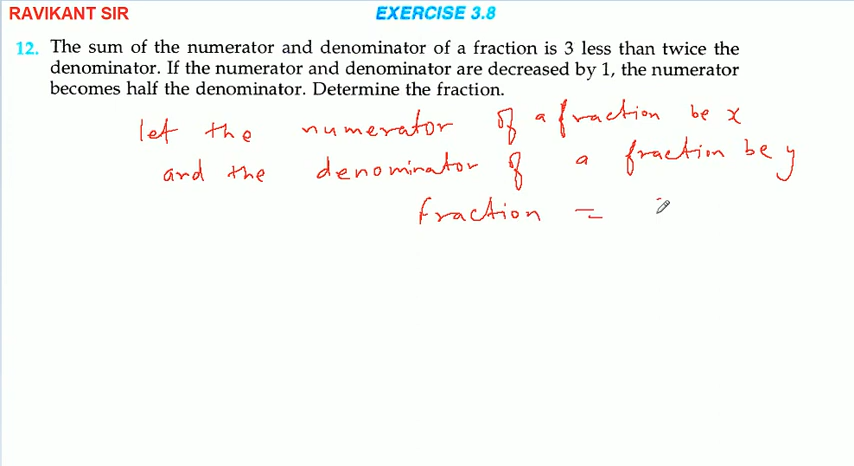 RAVIKANT SIR EXERCISE 3.8
12. The sum of the numerator and denominator of a fraction is 3 less than twice the
denominator. If the numerator and denominator are decreased by 1, the numerator
becomes half the denominator. Determine the fraction.
let the numerator of a fraction be x
and the denominator of a fraction be y
fraction =